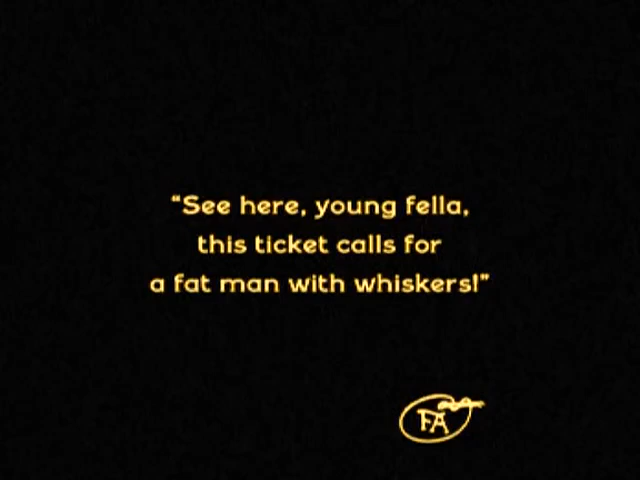 “See here, young fella,
this ticket calls for
a fat man with whiskers!”
FA